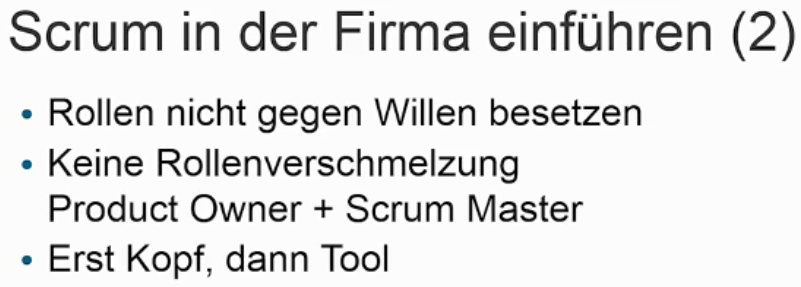 Scrum in der Firma einführen (2)
• Rollen nicht gegen Willen besetzen
• Keine Rollenverschmelzung
Product Owner + Scrum Master
• Erst Kopf, dann Tool